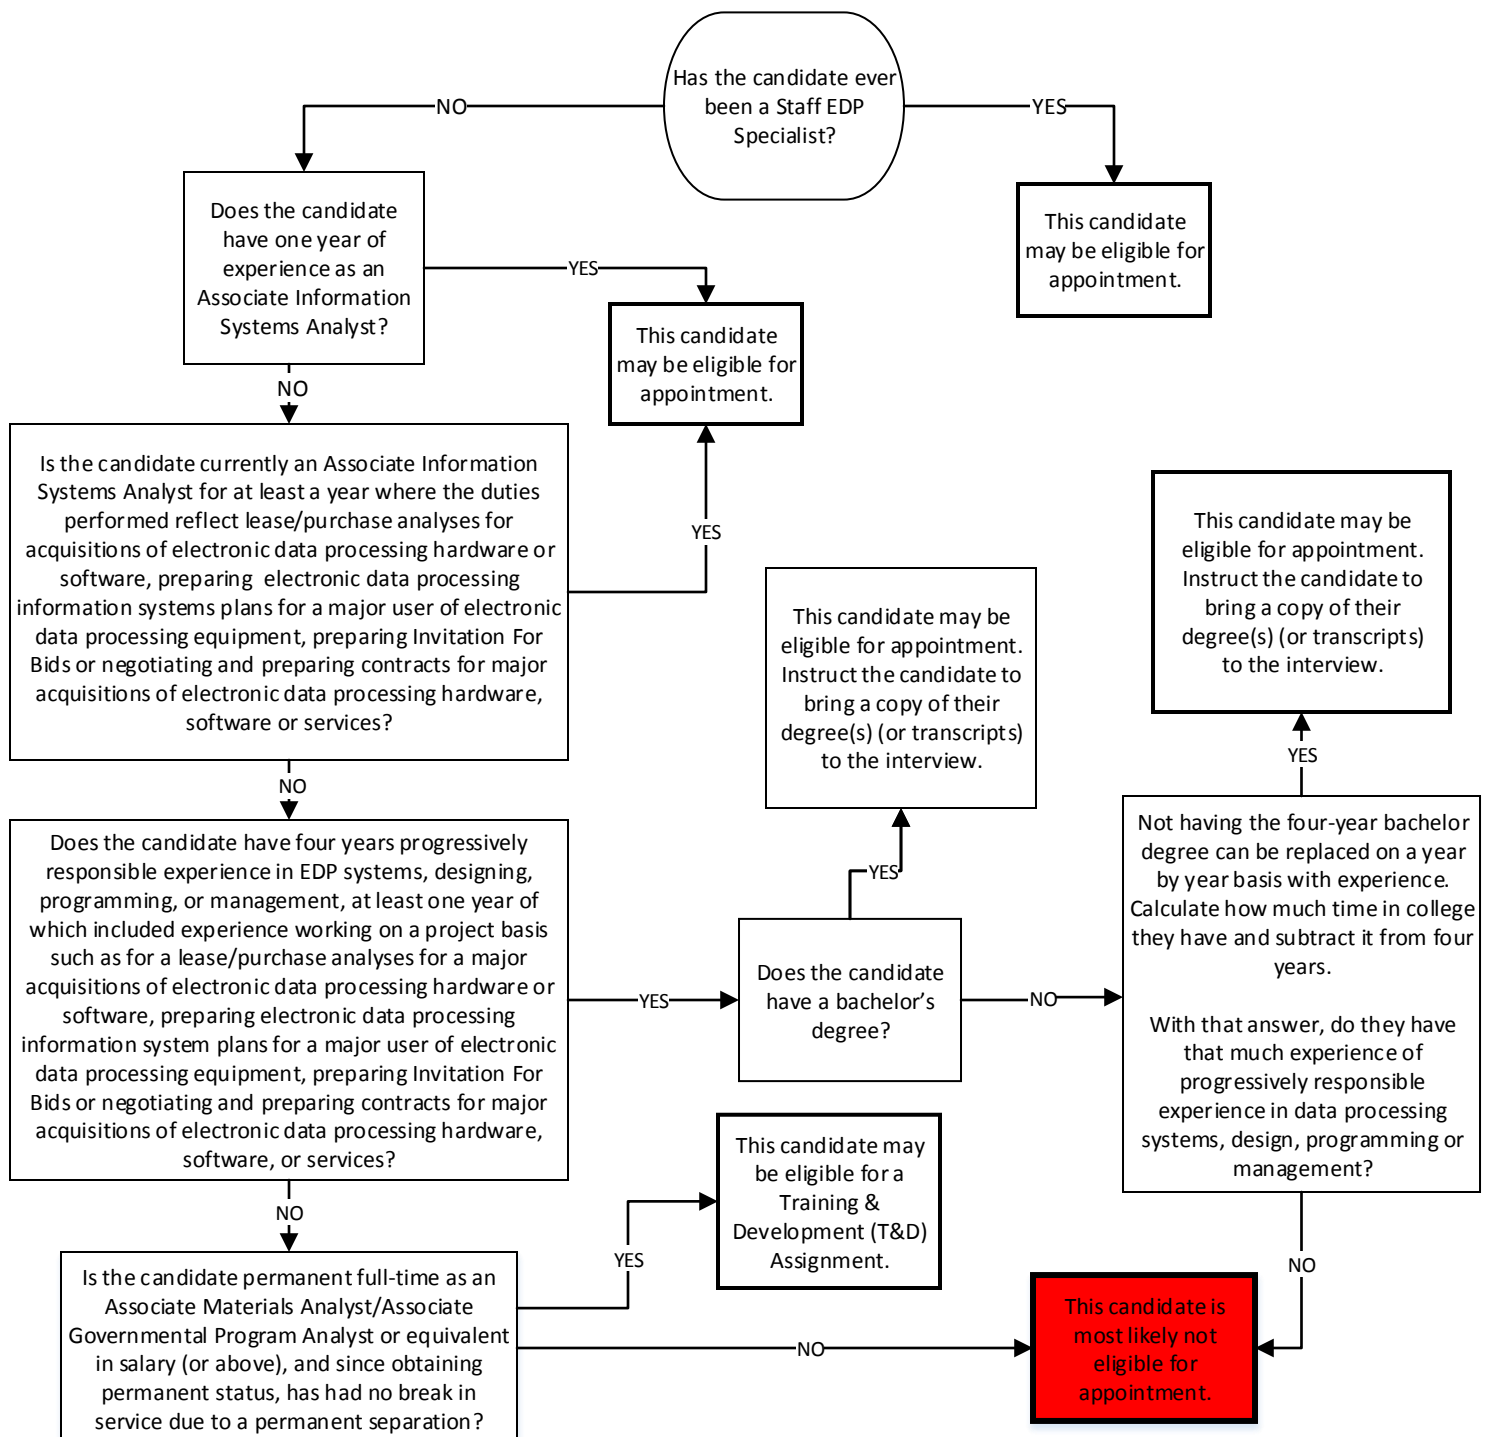 Has the candidate ever
been a Staff EDP
Specialist?
NO
YES
Does the candidate
have one year of
experience as an
Associate Information
Systems Analyst?
YES
This candidate
may be eligible for
appointment.
This candidate
may be eligible for
appointment.
NO
Is the candidate currently an Associate Information
Systems Analyst for at least a year where the duties
performed reflect lease/purchase analyses for
acquisitions of electronic data processing hardware or
software, preparing electronic data processing
information systems plans for a major user of electronic
data processing equipment, preparing Invitation For
Bids or negotiating and preparing contracts for major
acquisitions of electronic data processing hardware,
software or services?
YES
NO
This candidate may be
eligible for appointment.
Instruct the candidate to
bring a copy of their
degree(s) (or transcripts)
to the interview.
This candidate may be
eligible for appointment.
Instruct the candidate to
bring a copy of their
degree(s) (or transcripts)
to the interview.
YES
YES
Does the candidate have four years progressively
responsible experience in EDP systems, designing,
programming, or management, at least one year of
which included experience working on a project basis
such as for a lease/purchase analyses for a major
acquisitions of electronic data processing hardware or
software, preparing electronic data processing
information system plans for a major user of electronic
data processing equipment, preparing Invitation For
Bids or negotiating and preparing contracts for major
acquisitions of electronic data processing hardware,
software, or services?
YES
Does the candidate
have a bachelor’s
degree?
NO
Not having the four-year bachelor
degree can be replaced on a year
by year basis with experience.
Calculate how much time in college
they have and subtract it from four
years.
With that answer, do they have
that much experience of
progressively responsible
experience in data processing
systems, design, programming or
management?
NO
NO
Is the candidate permanent full-time as an
Associate Materials Analyst/Associate
Governmental Program Analyst or equivalent
in salary (or above), and since obtaining
permanent status, has had no break in
service due to a permanent separation?
YES
This candidate may
be eligible for a
Training &
Development (T&D)
Assignment.
NO
This candidate is
most likely not
eligible for
appointment.